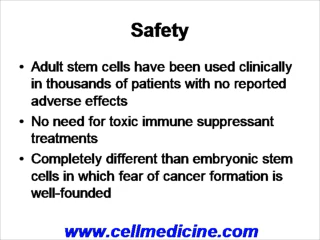 Safety
• Adult stem cells have been used clinically
in thousands of patients with no reported
adverse effects
• No need for toxic immune suppressant
treatments
• Completely different than embryonic stem
cells in which fear of cancer formation is
well-founded
www.cellmedicine.com